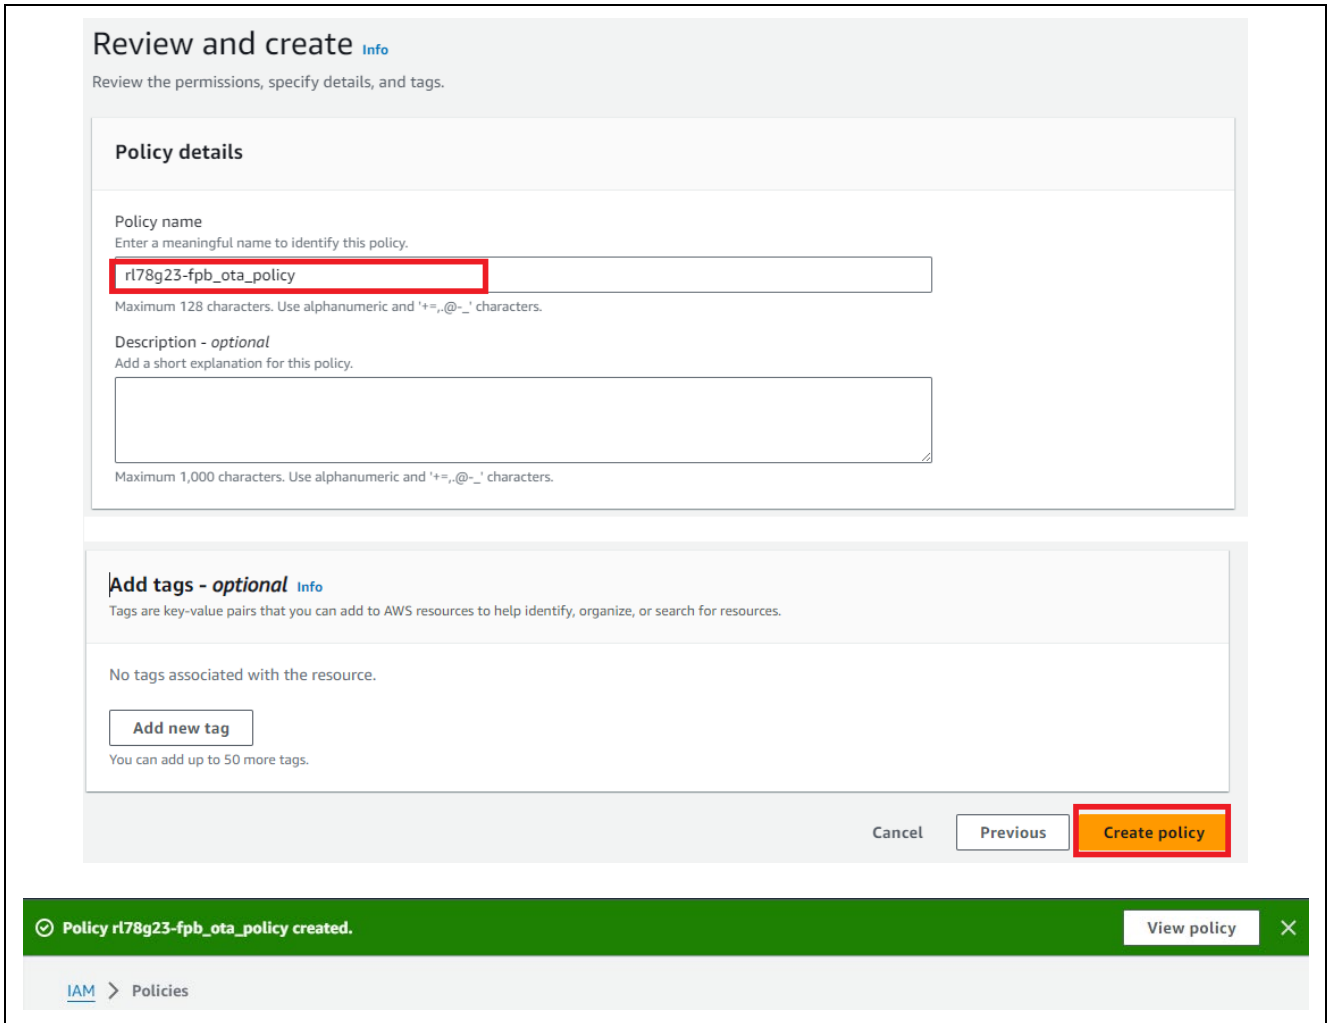 Review and create Info
Review the permissions, specify details, and tags.
Policy details
Policy name
Enter a meaningful name to identify this policy.
rl78g23-fpb_ota_policy
Maximum 128 characters. Use alphanumeric and '+=,.@-_' characters.
Description - optional
Add a short explanation for this policy.
Maximum 1,000 characters. Use alphanumeric and '+=,.@-_' characters.
Add tags - optional Info
Tags are key-value pairs that you can add to AWS resources to help identify, organize, or search for resources.
No tags associated with the resource.
Add new tag
You can add up to 50 more tags.
Cancel Previous Create policy
Policy rl78g23-fpb_ota_policy created. View policy
IAM > Policies